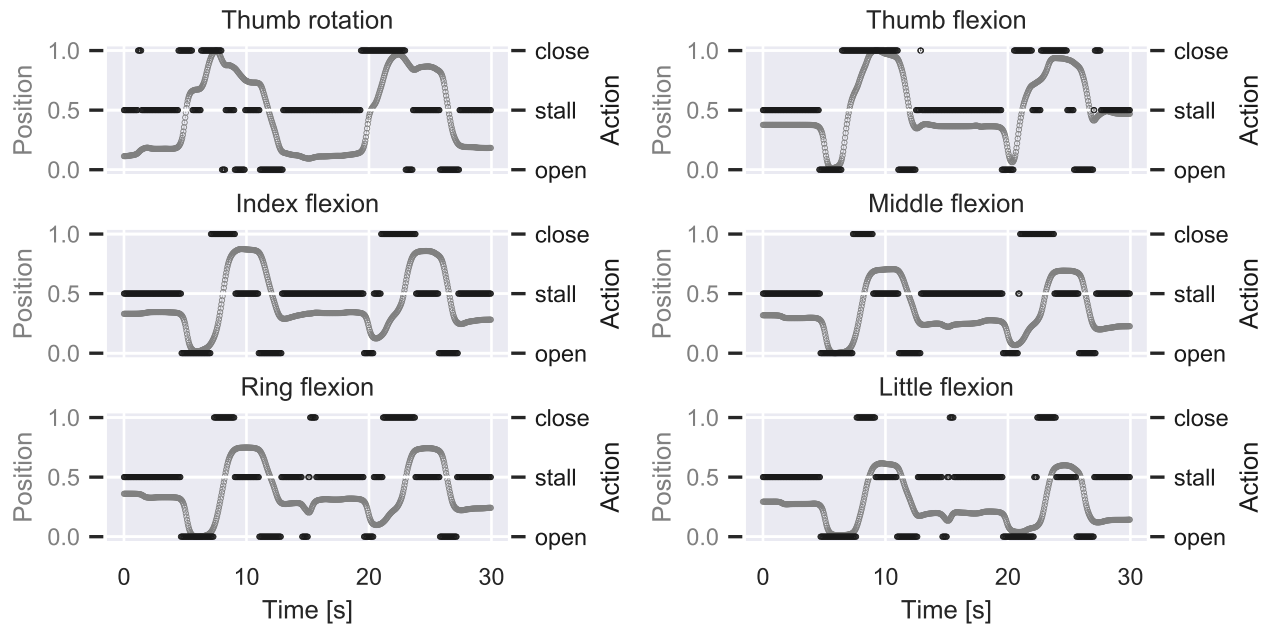 Thumb rotation
Thumb flexion
1.0
0.5
0.0
Position
close
stall
open
Action
1.0
0.5
0.0
Position
close
stall
open
Action
Index flexion
Middle flexion
1.0
0.5
0.0
Position
close
stall
open
Action
1.0
0.5
0.0
Position
close
stall
open
Action
Ring flexion
Little flexion
1.0
0.5
0.0
Position
close
stall
open
Action
1.0
0.5
0.0
Position
close
stall
open
Action
0 10 20 30
0 10 20 30
Time [s]
Time [s]